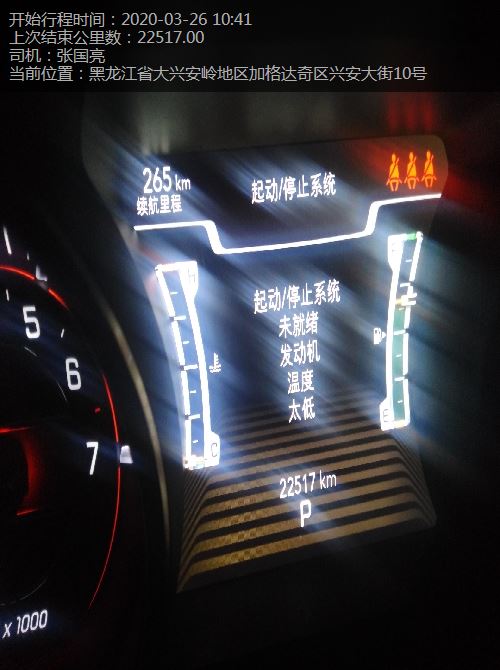 开始行程时间：2020-03-26 10:41
上次结束公里数：22517.00
司机：张国亮
当前位置：黑龙江省大兴安岭地区加格达奇区兴安大街10号
265 km
续航里程
起动/停止系统
起动/停止系统
未就绪
发动机
温度
太低
H
C
E
22517 km
P
5
6
7
x 1000